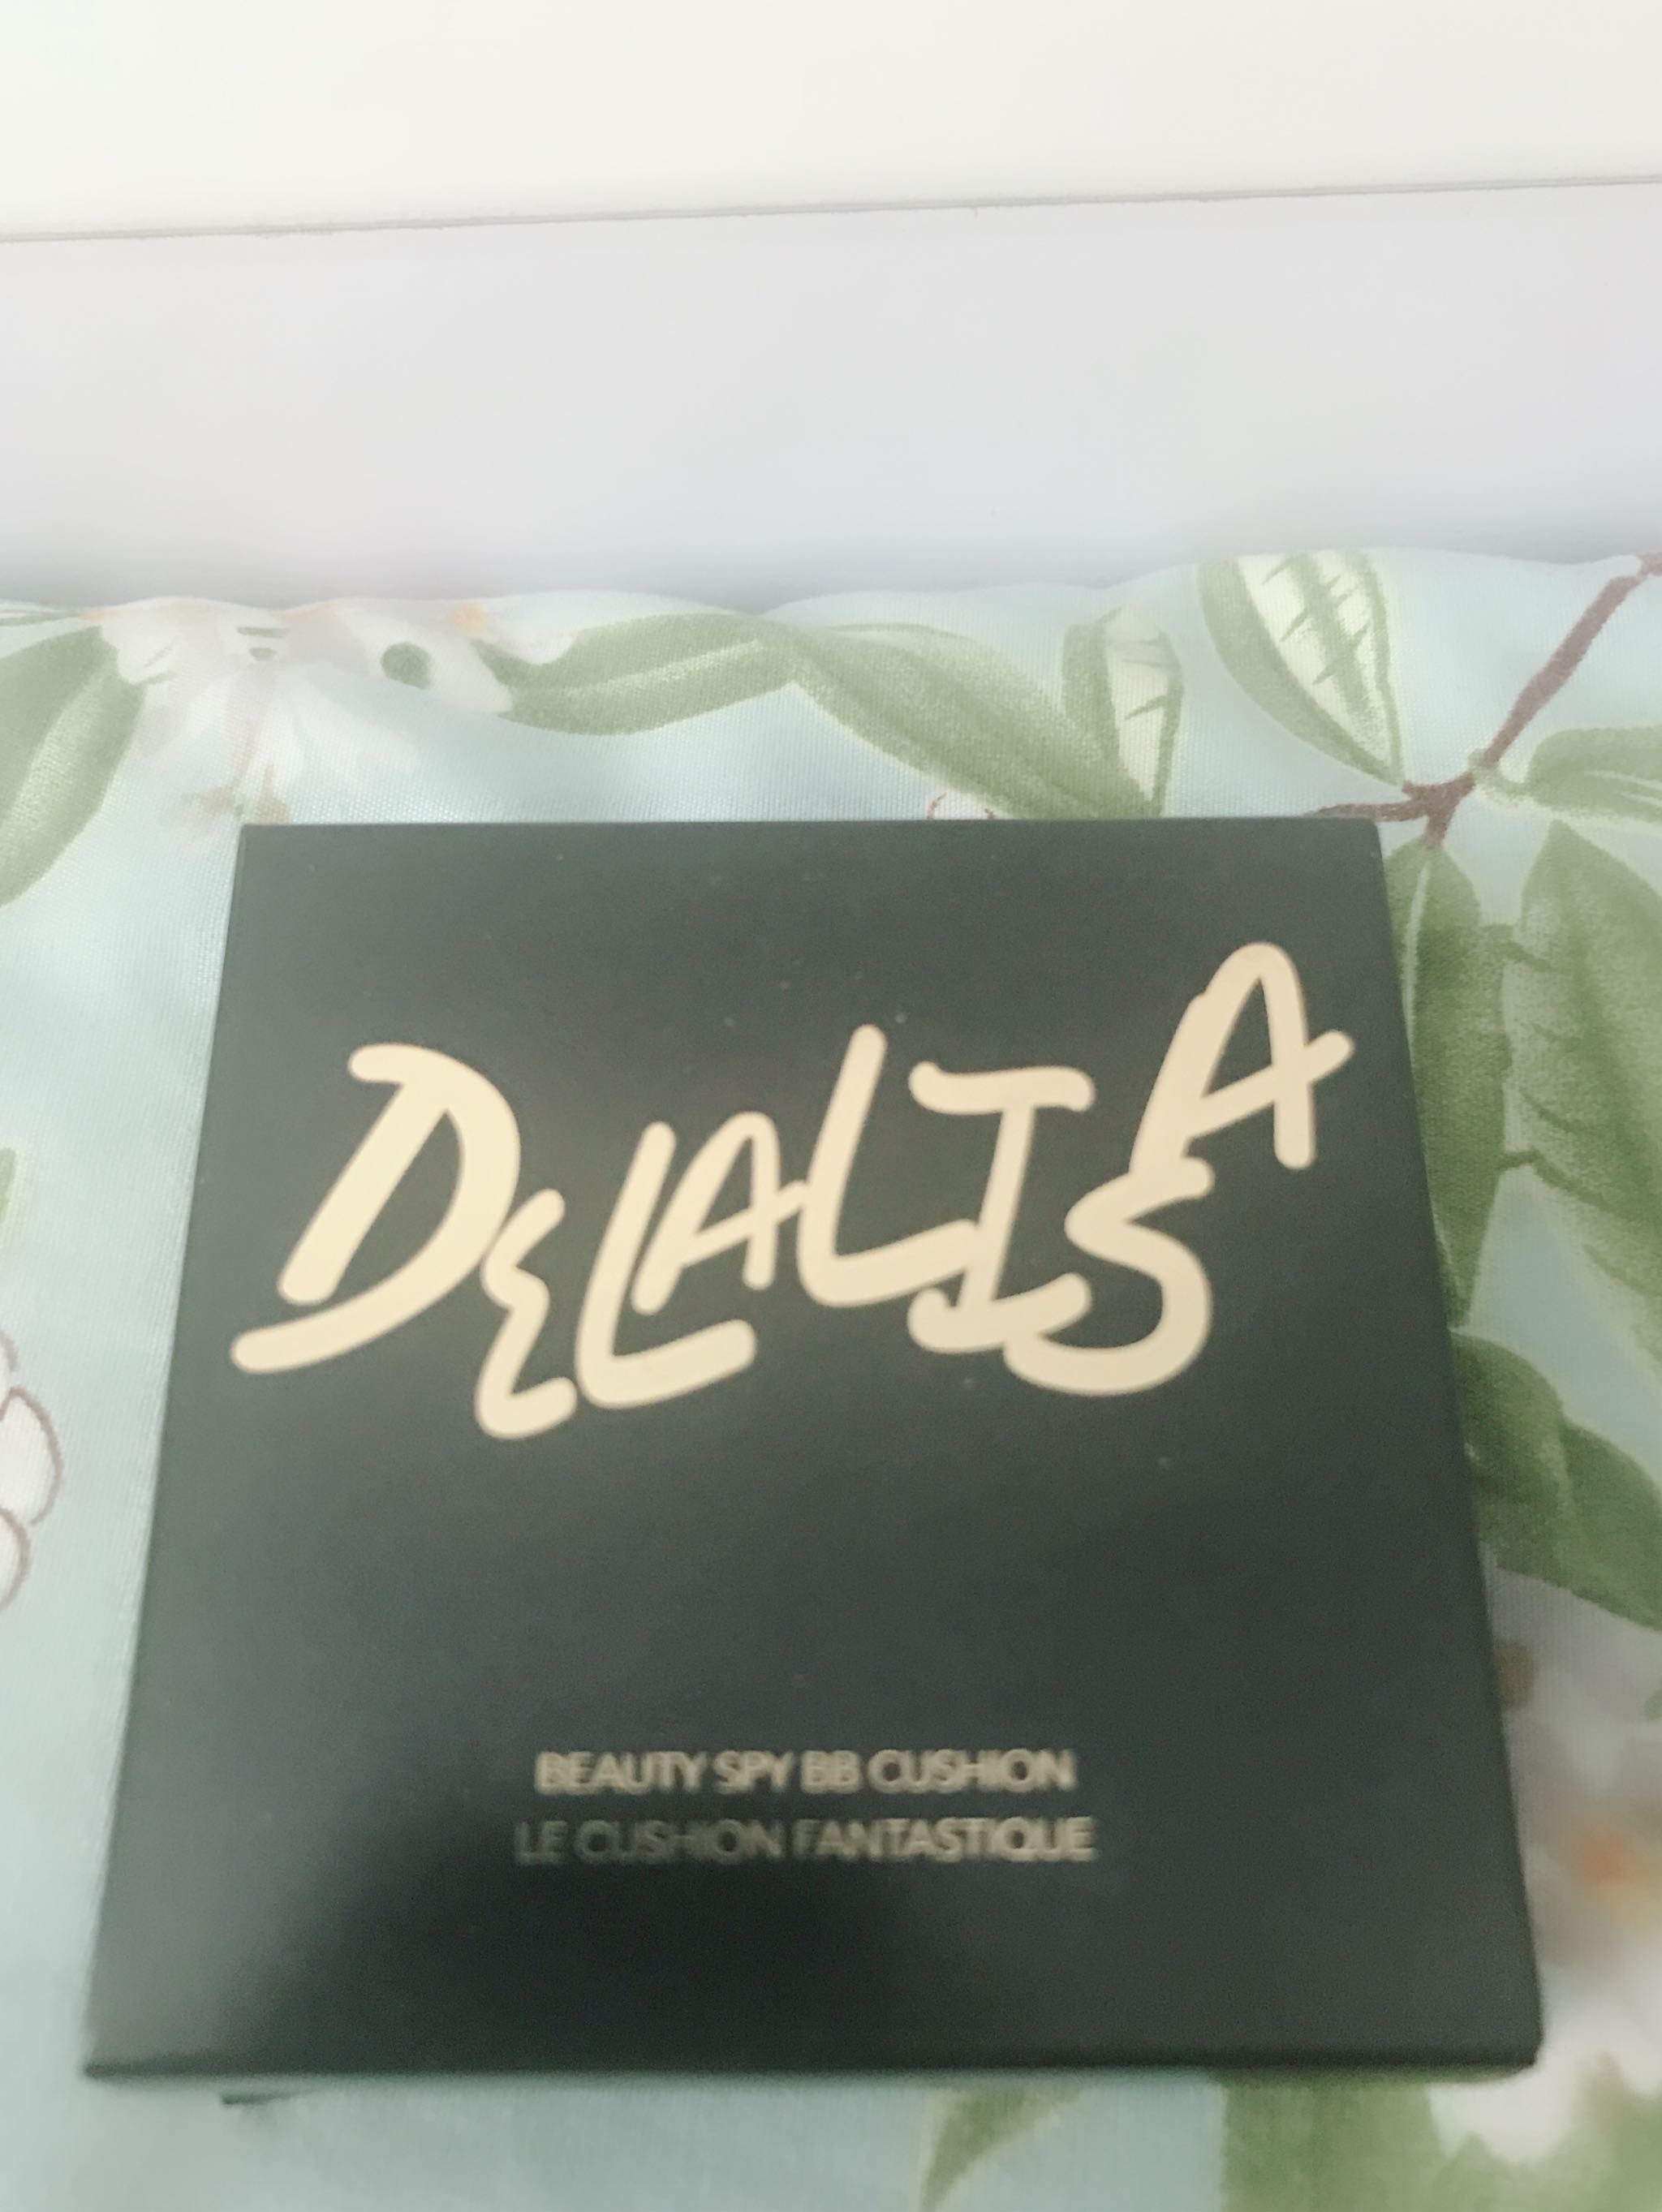 DELALISA
BEAUTY SPY BB CUSHION
LE CUSHION FANTASTIQUE